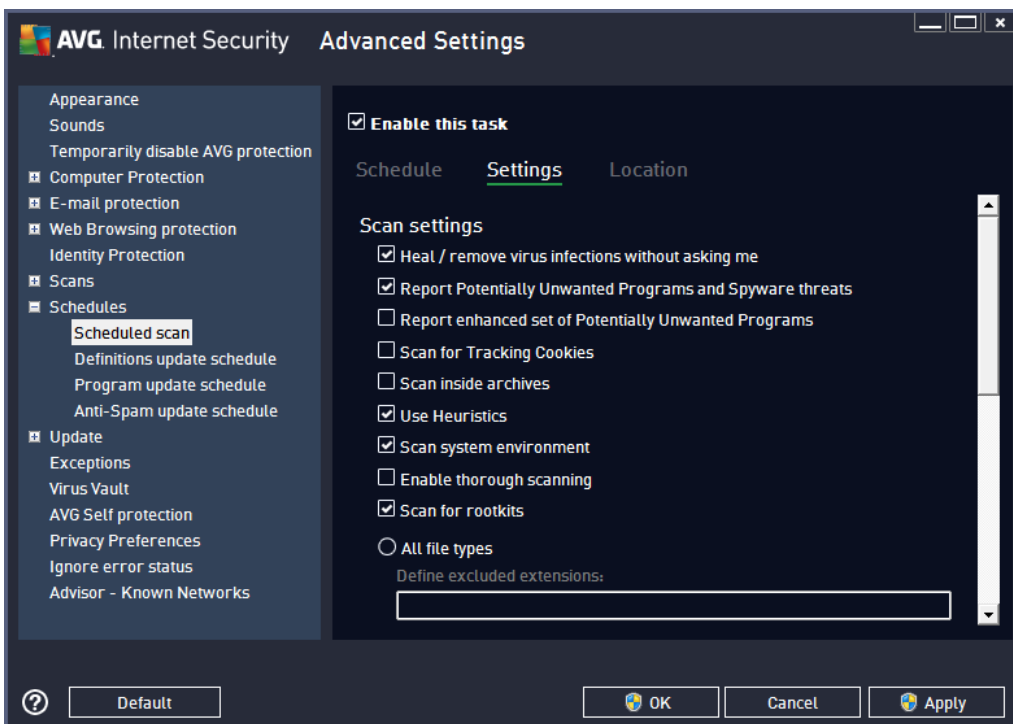 AVG. Internet Security Advanced Settings
Appearance
Sounds
Temporarily disable AVG protection
Computer Protection
E-mail protection
Web Browsing protection
Identity Protection
Scans
Schedules
Scheduled scan
Definitions update schedule
Program update schedule
Anti-Spam update schedule
Update
Exceptions
Virus Vault
AVG Self protection
Privacy Preferences
Ignore error status
Advisor - Known Networks
Enable this task
Schedule Settings Location
Scan settings
Heal / remove virus infections without asking me
Report Potentially Unwanted Programs and Spyware threats
Report enhanced set of Potentially Unwanted Programs
Scan for Tracking Cookies
Scan inside archives
Use Heuristics
Scan system environment
Enable thorough scanning
Scan for rootkits
All file types
Define excluded extensions:
Default OK Cancel Apply